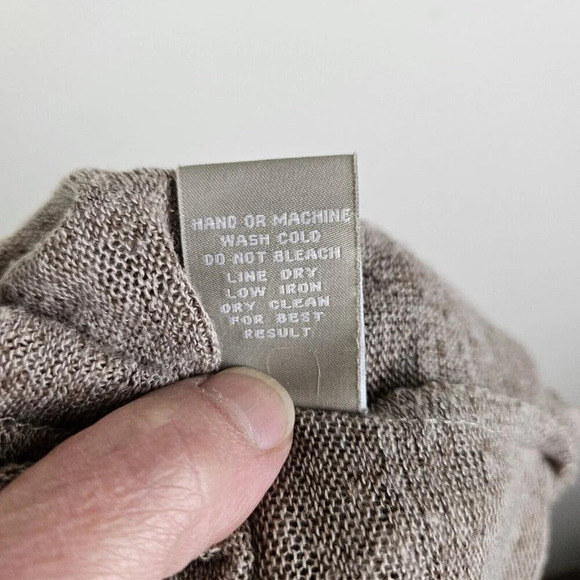 HAND OR MACHINE
WASH COLD
DO NOT BLEACH
LINE DRY
LOW IRON
DRY CLEAN
FOR BEST
RESULT